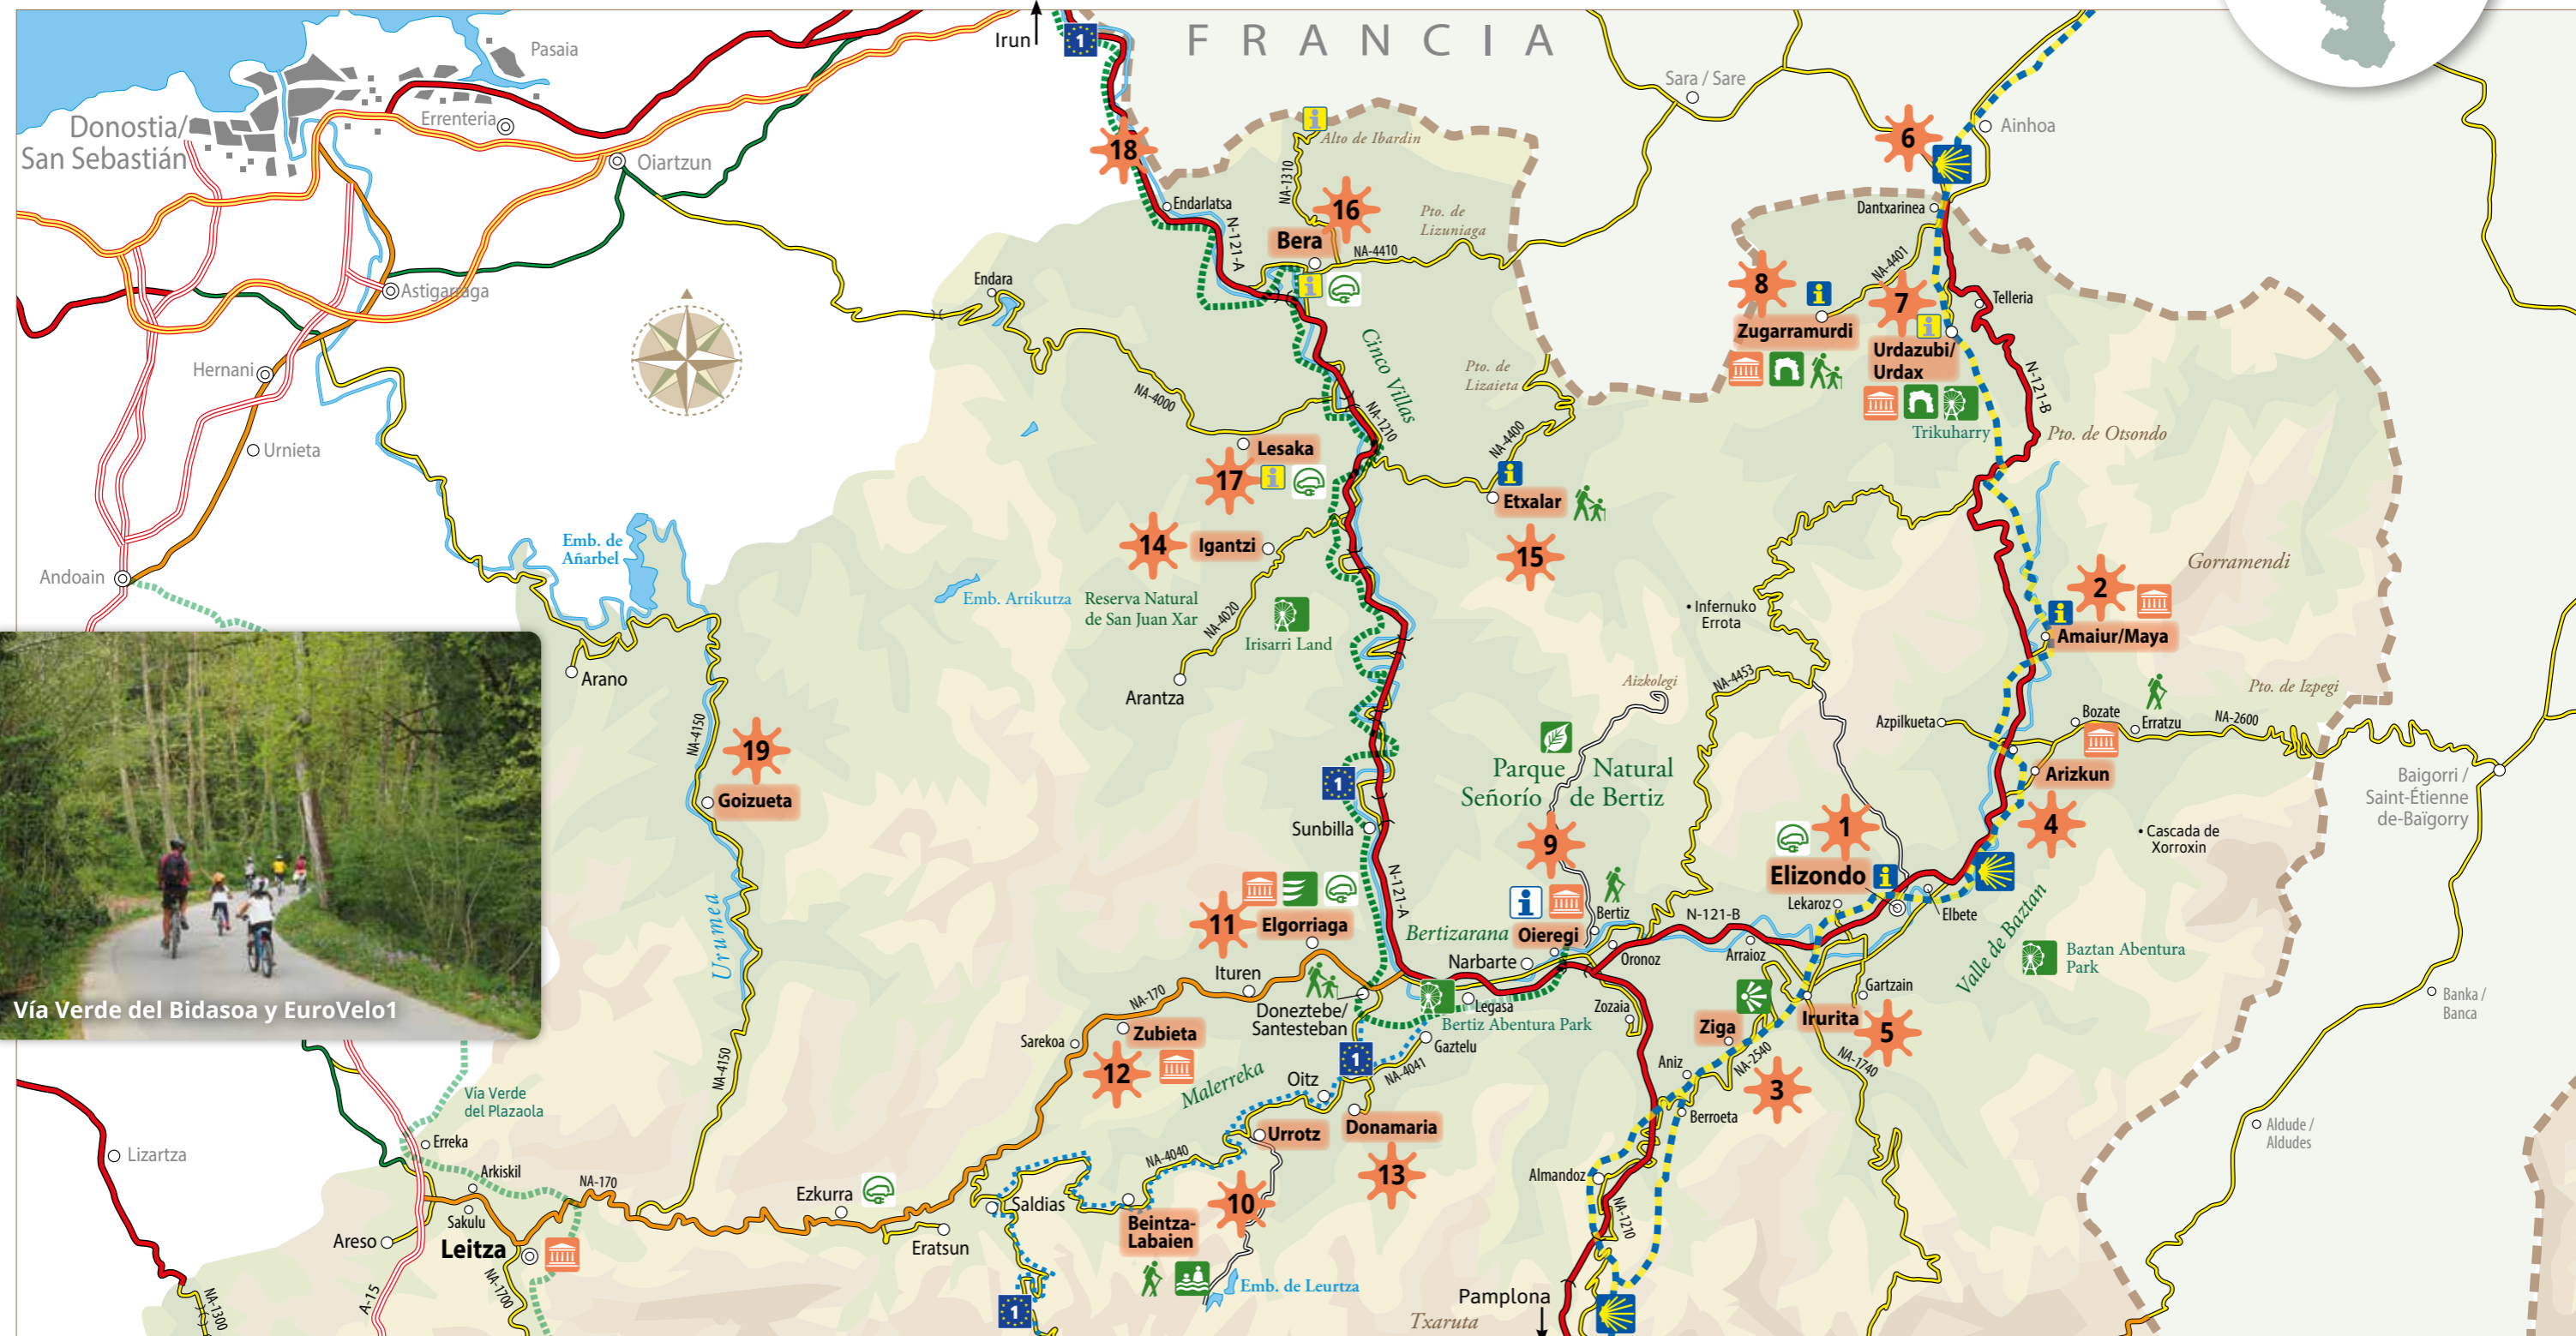 Irun
1
F R A N C I A
Pasaia
Donostia/
San Sebastián
Errenteria
Oiartzun
Sara / Sare
6
Ainhoa
18
Alto de Ibardin
NA-1310
Endarlatsa
N-121-A
16
Bera
Pto. de
Lizuniaga
NA-4410
Dantxarinea
NA-4401
8
7
Telleria
Zugarramurdi
Urdazubi/
Urdax
N-121-B
Trikuharry
Pto. de Otsondo
Astigarraga
Endara
Hernani
Urnieta
Cinco Villas
Pto. de
Lizaieta
NA-4000
NA-1210
NA-4400
Lesaka
17
Etxalar
15
14
Igantzi
Emb. de
Añarbel
Andoain
Emb. Artikutza
Reserva Natural
de San Juan Xar
NA-4020
Irisarri Land
Gorramendi
2
Amaiur/Maya
Infernuko
Errota
Arano
Arantza
Aizkolegi
NA-4453
Pto. de Izpegi
Azpilkueta
Bozate
Erratzu
NA-2600
NA-4150
19
Goizueta
Parque Natural
Señorío de Bertiz
Arizkun
4
Baigorri /
Saint-Étienne
de-Baïgorry
1
Sunbilla
9
1
Elizondo
Cascada de
Xorroxin
N-121-A
11
Elgorriaga
Bertizarana
Oieregi
Bertiz
N-121-B
Lekaroz
Elbete
Urumea
Ituren
Narbarte
Oronoz
Arraioz
Valle de Baztan
Baztan Abentura
Park
Vía Verde del Bidasoa y EuroVelo1
NA-170
Doneztebe/
Santesteban
Legasa
Bertiz Abentura Park
Zozaia
Gartzain
Banka /
Banca
Sarekoa
Zubieta
12
Gaztelu
Ziga
Irurita
5
1
NA-4041
Aniz
NA-2540
3
NA-1740
NA-4150
Malerreka
Oitz
Vía Verde
del Plazaola
Urrotz
Donamaria
13
Berroeta
Aldude /
Aldudes
Lizartza
Erreka
Arkiskil
NA-170
NA-4040
Almandoz
Ezkurra
Saldias
10
Sakulu
Beintza-
Labaien
NA-1210
Areso
Leitza
Eratsun
NA-1700
A-15
NA-1300
1
Emb. de Leurtza
Pamplona
Txaruta